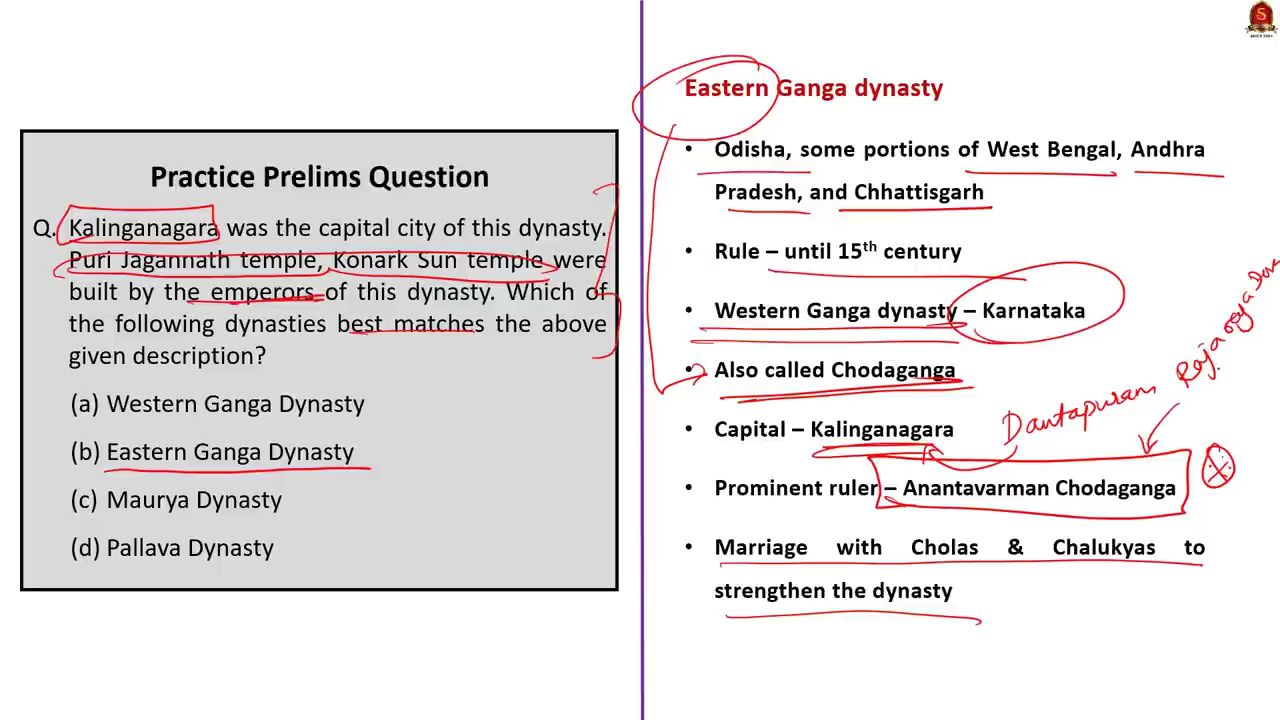 Practice Prelims Question
Q. Kalinganagara was the capital city of this dynasty.
Puri Jagannath temple, Konark Sun temple were
built by the emperors of this dynasty. Which of
the following dynasties best matches the above
given description?
(a) Western Ganga Dynasty
(b) Eastern Ganga Dynasty
(c) Maurya Dynasty
(d) Pallava Dynasty
Eastern Ganga dynasty
• Odisha, some portions of West Bengal, Andhra
Pradesh, and Chhattisgarh
• Rule – until 15th century
• Western Ganga dynasty – Karnataka
• Also called Chodaganga
• Capital – Kalinganagara
Dantapuram
• Prominent ruler – Anantavarman Chodaganga
• Marriage with Cholas & Chalukyas to
strengthen the dynasty